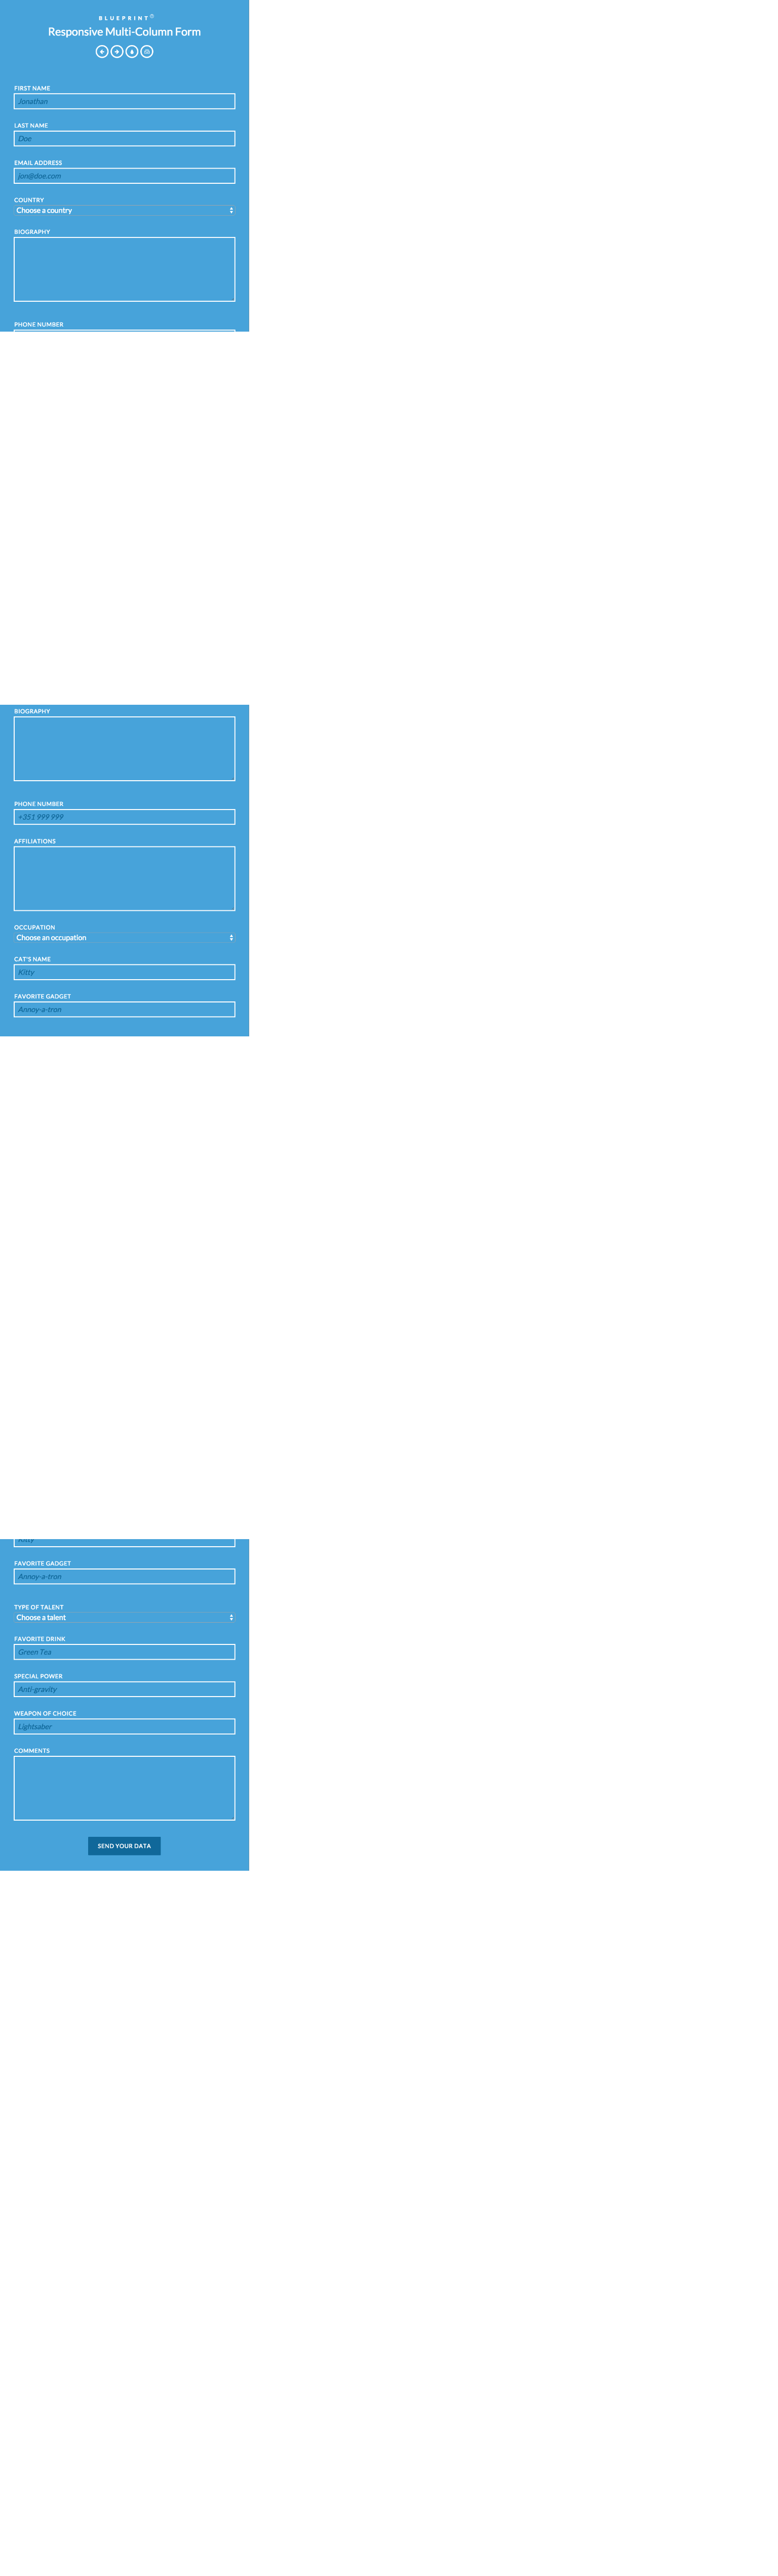 BLUEPRINT
Responsive Multi-Column Form
FIRST NAME
Jonathan
LAST NAME
Doe
EMAIL ADDRESS
jon@doe.com
COUNTRY
Choose a country
BIOGRAPHY
PHONE NUMBER
BIOGRAPHY
PHONE NUMBER
+351 999 999
AFFILIATIONS
OCCUPATION
Choose an occupation
CAT'S NAME
Kitty
FAVORITE GADGET
Annoy-a-tron
Kitty
FAVORITE GADGET
Annoy-a-tron
TYPE OF TALENT
Choose a talent
FAVORITE DRINK
Green Tea
SPECIAL POWER
Anti-gravity
WEAPON OF CHOICE
Lightsaber
COMMENTS
SEND YOUR DATA